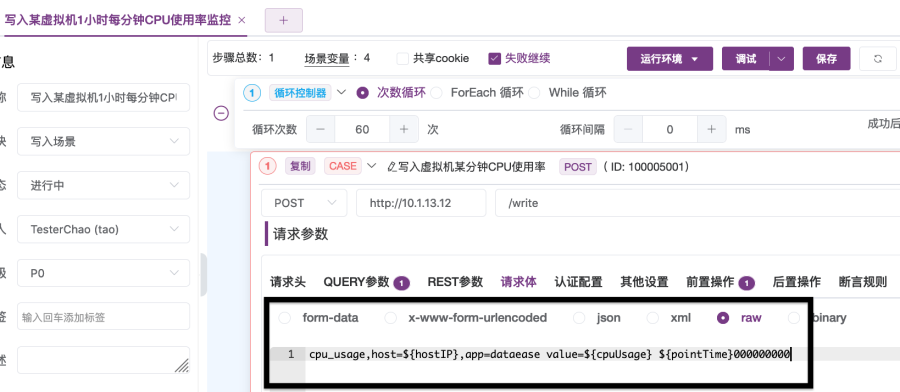 写入某虚拟机1小时每分钟CPU使用率监控 × +
息
步骤总数: 1 场景变量: 4 共享cookie 失败继续 运行环境 调试 保存
称 写入某虚拟机1小时每分钟CPU
1 循环控制器 次数循环 ForEach 循环 While 循环
块 写入场景
循环次数 − 60 + 次 循环间隔 − 0 + ms 成功后
态 进行中
1 复制 CASE 写入虚拟机某分钟CPU使用率 POST ( ID: 100005001)
人 TesterChao (tao)
POST http://10.1.13.12 /write
请求参数
级 P0
请求头 QUERY参数 1 REST参数 请求体 认证配置 其他设置 前置操作 1 后置操作 断言规则
签 输入回车添加标签
form-data x-www-form-urlencoded json xml raw binary
述
1 cpu_usage,host=${hostIP},app=dataease value=${cpuUsage} ${pointTime}000000000